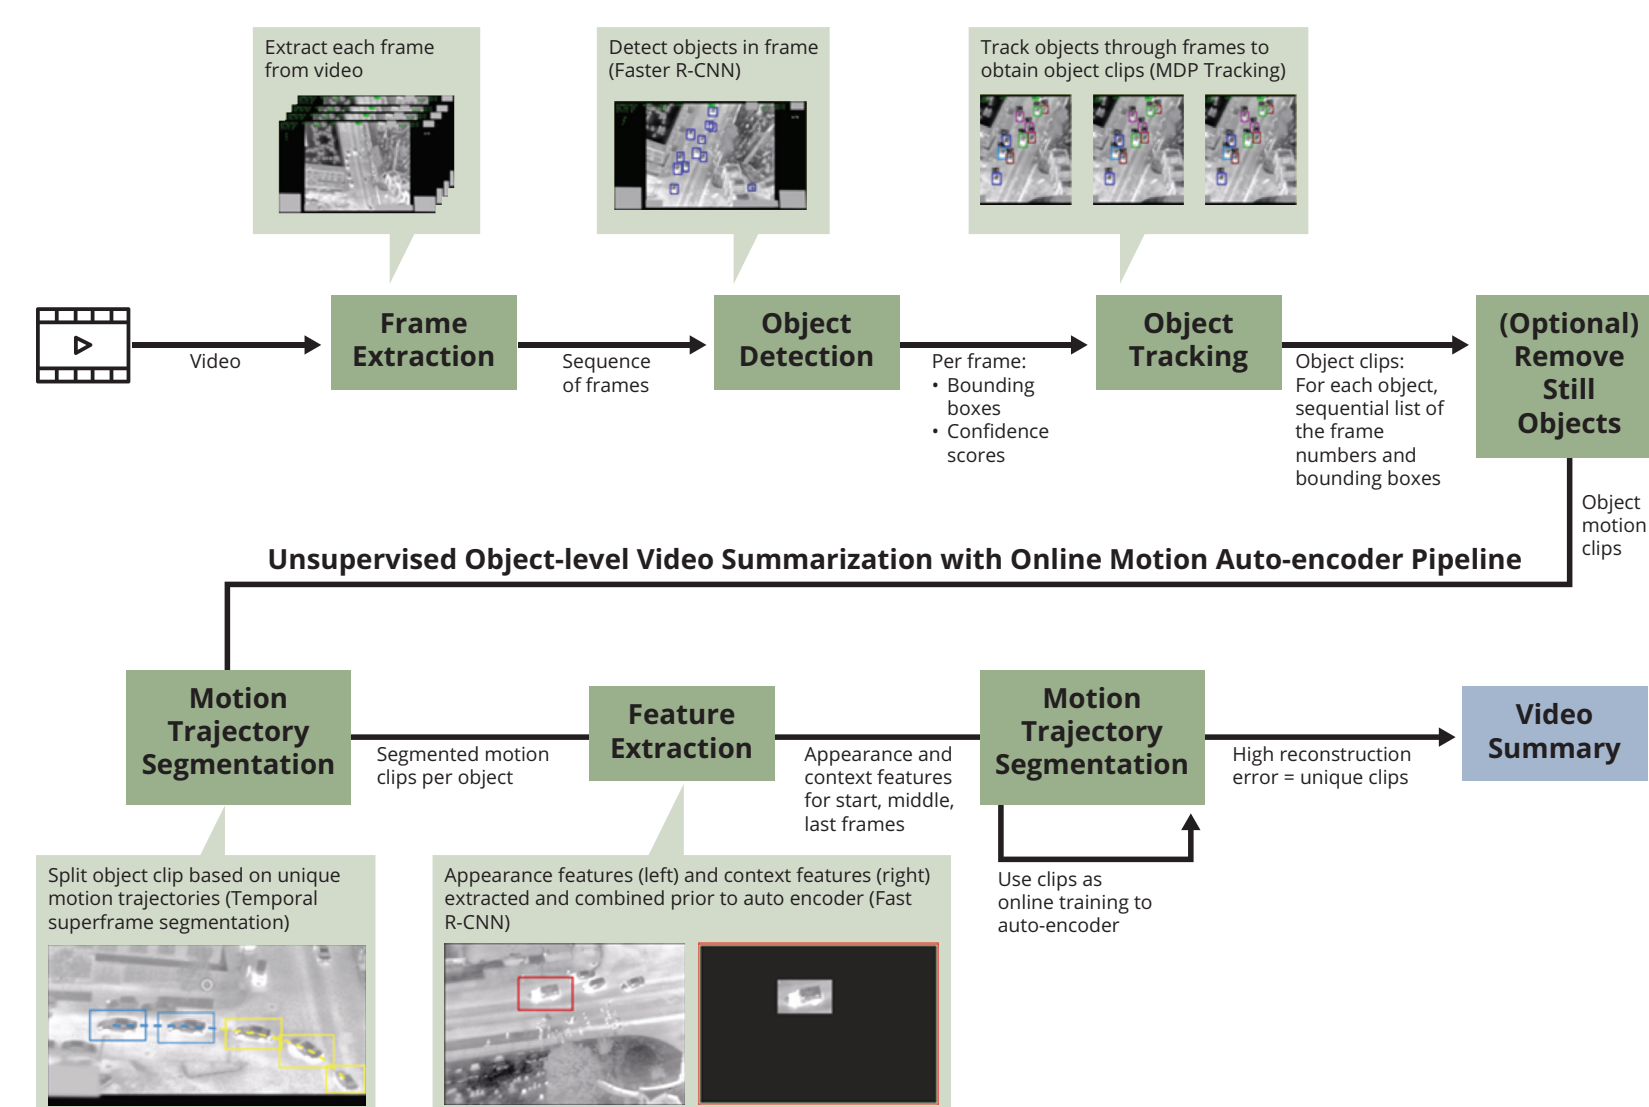 Extract each frame
from video
Detect objects in frame
(Faster R-CNN)
Track objects through frames to
obtain object clips (MDP Tracking)
Video
Frame
Extraction
Sequence
of frames
Object
Detection
Per frame:
• Bounding
boxes
• Confidence
scores
Object
Tracking
Object clips:
For each object,
sequential list of
the frame
numbers and
bounding boxes
(Optional)
Remove
Still
Objects
Object
motion
clips
Unsupervised Object-level Video Summarization with Online Motion Auto-encoder Pipeline
Motion
Trajectory
Segmentation
Segmented motion
clips per object
Feature
Extraction
Appearance and
context features
for start, middle,
last frames
Motion
Trajectory
Segmentation
High reconstruction
error = unique clips
Video
Summary
Use clips as
online training to
auto-encoder
Split object clip based on unique
motion trajectories (Temporal
superframe segmentation)
Appearance features (left) and context features (right)
extracted and combined prior to auto encoder (Fast
R-CNN)